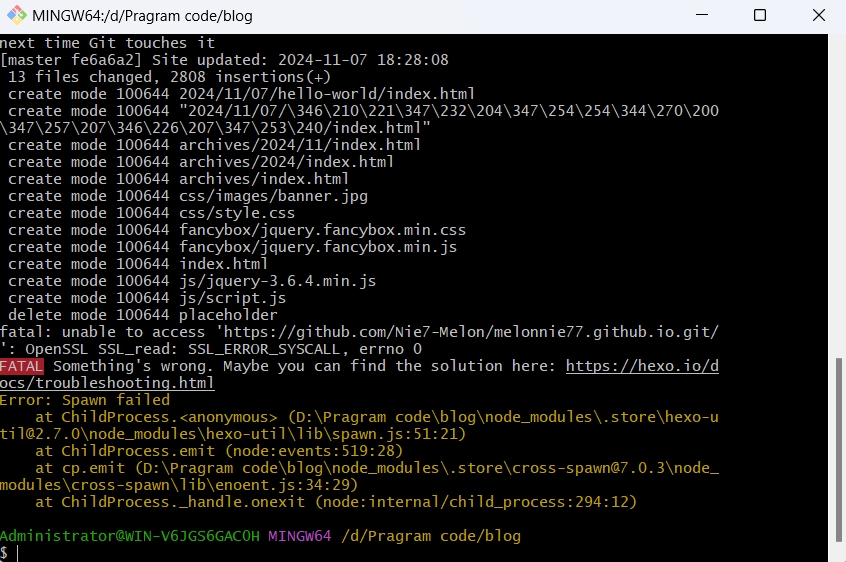 MINGW64:/d/Pragram code/blog
next time Git touches it
[master fe6a6a2] Site updated: 2024-11-07 18:28:08
 13 files changed, 2808 insertions(+)
 create mode 100644 2024/11/07/hello-world/index.html
 create mode 100644 "2024/11/07/\346\210\221\347\232\204\347\254\254\344\270\200
\347\257\207\346\226\207\347\253\240/index.html"
 create mode 100644 archives/2024/11/index.html
 create mode 100644 archives/2024/index.html
 create mode 100644 archives/index.html
 create mode 100644 css/images/banner.jpg
 create mode 100644 css/style.css
 create mode 100644 fancybox/jquery.fancybox.min.css
 create mode 100644 fancybox/jquery.fancybox.min.js
 create mode 100644 index.html
 create mode 100644 js/jquery-3.6.4.min.js
 create mode 100644 js/script.js
 delete mode 100644 placeholder
fatal: unable to access 'https://github.com/Nie7-Melon/melonnie77.github.io.git/
': OpenSSL SSL_read: SSL_ERROR_SYSCALL, errno 0
FATAL Something's wrong. Maybe you can find the solution here: https://hexo.io/d
ocs/troubleshooting.html
Error: Spawn failed
    at ChildProcess.<anonymous> (D:\Pragram code\blog\node_modules\.store\hexo-u
til@2.7.0\node_modules\hexo-util\lib\spawn.js:51:21)
    at ChildProcess.emit (node:events:519:28)
    at cp.emit (D:\Pragram code\blog\node_modules\.store\cross-spawn@7.0.3\node_
modules\cross-spawn\lib\enoent.js:34:29)
    at ChildProcess._handle.onexit (node:internal/child_process:294:12)
Administrator@WIN-V6JGS6GAC0H MINGW64 /d/Pragram code/blog
$